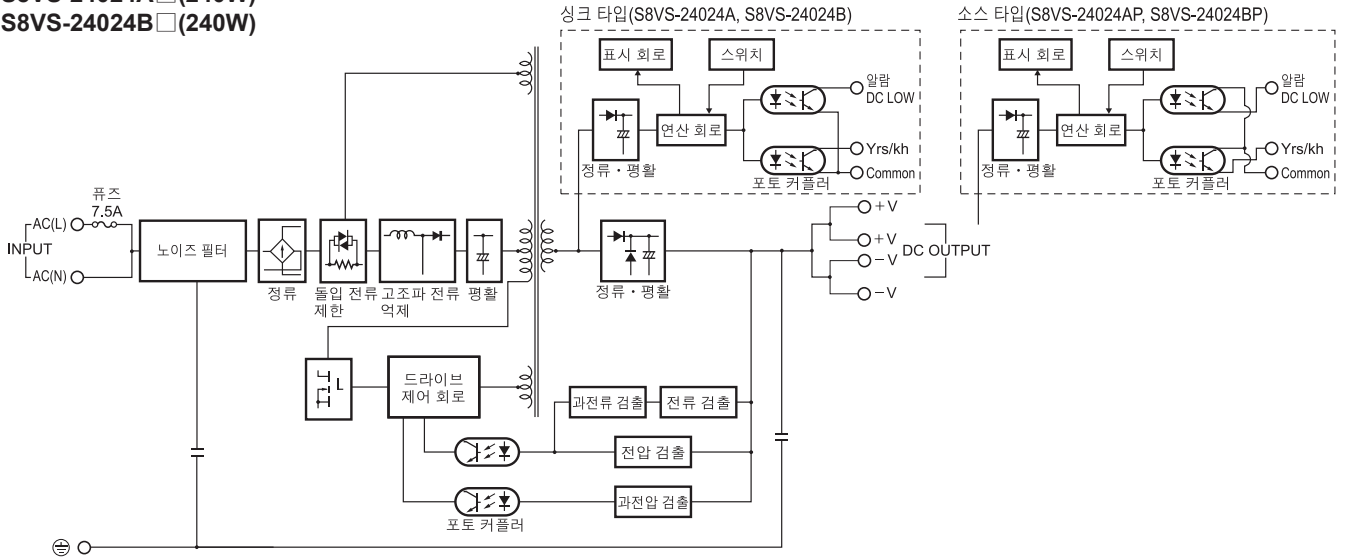 S8VS-24024A□(240W)
S8VS-24024B□(240W)
싱크 타입(S8VS-24024A, S8VS-24024B)
표시 회로
스위치
연산 회로
정류・평활
포토 커플러
알람
DC LOW
Yrs/kh
Common
소스 타입(S8VS-24024AP, S8VS-24024BP)
표시 회로
스위치
연산 회로
정류・평활
포토 커플러
알람
DC LOW
Yrs/kh
Common
퓨즈
7.5A
AC(L)
INPUT
AC(N)
노이즈 필터
정류
돌입 전류
제한
고조파 전류
억제
평활
정류・평활
+V
+V
DC OUTPUT
-V
-V
L
드라이브
제어 회로
과전류 검출
전류 검출
전압 검출
과전압 검출
포토 커플러